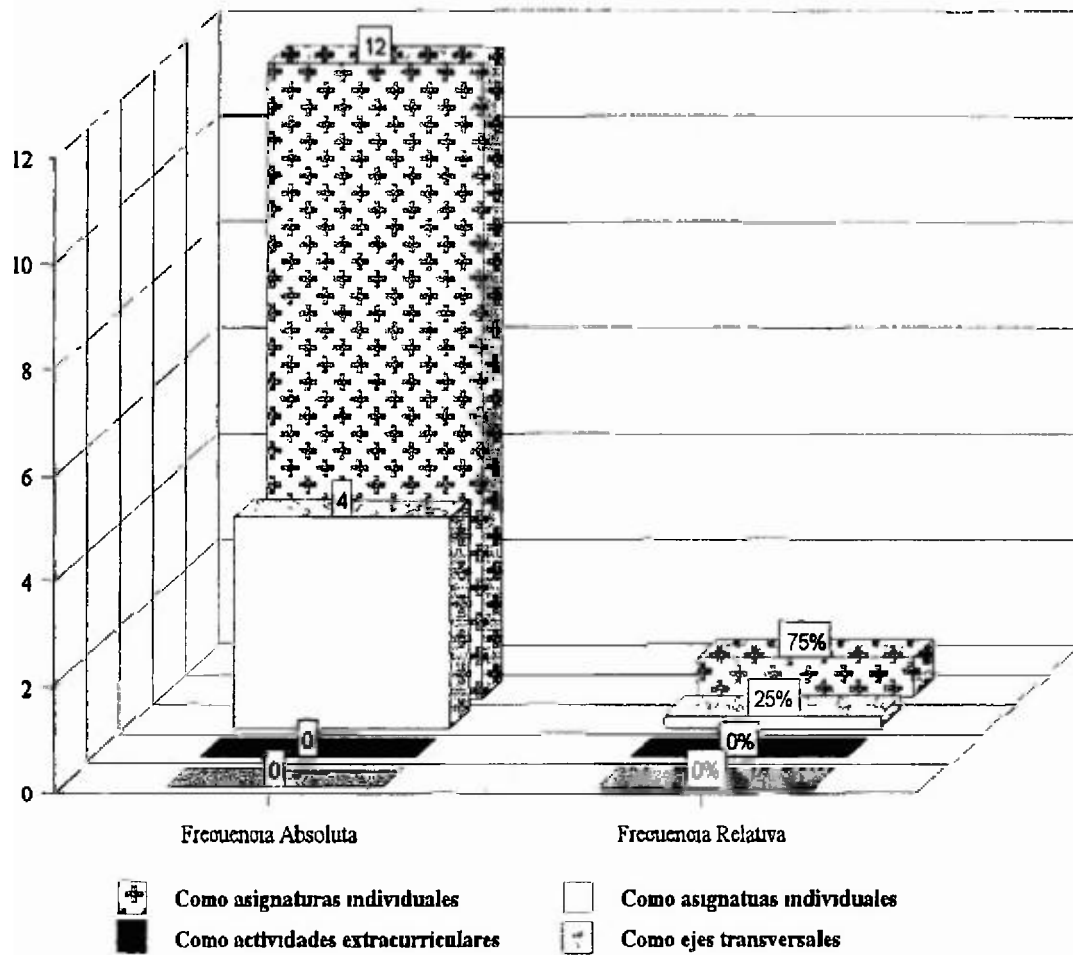 12
12
10
8
6
4
4
75%
2
25%
0
0%
0
0%
0
Frecuencia Absoluta
Frecuencia Relativa
Como asignaturas individuales
Como asignatuas individuales
Como actividades extracurriculares
Como ejes transversales